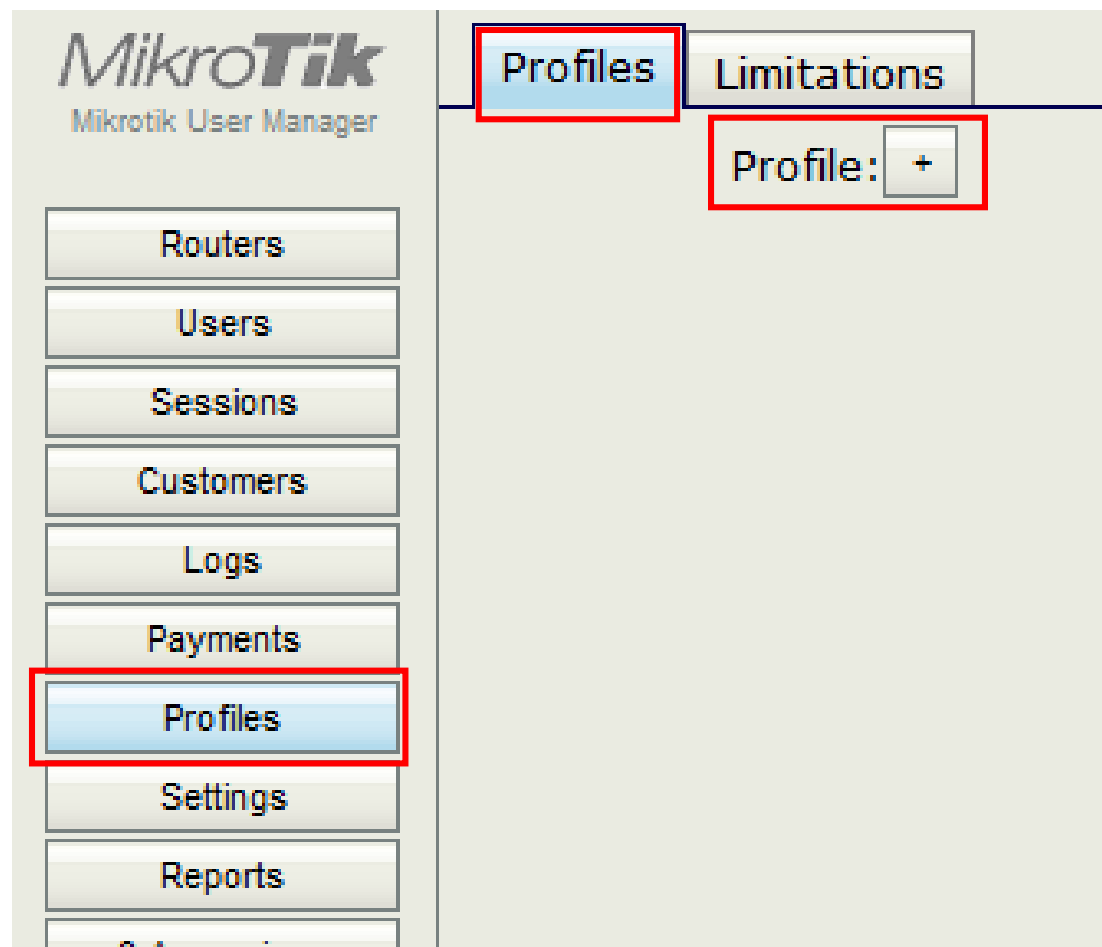 MikroTik
Mikrotik User Manager
Routers
Users
Sessions
Customers
Logs
Payments
Profiles
Settings
Reports
Profiles
Limitations
Profile: +